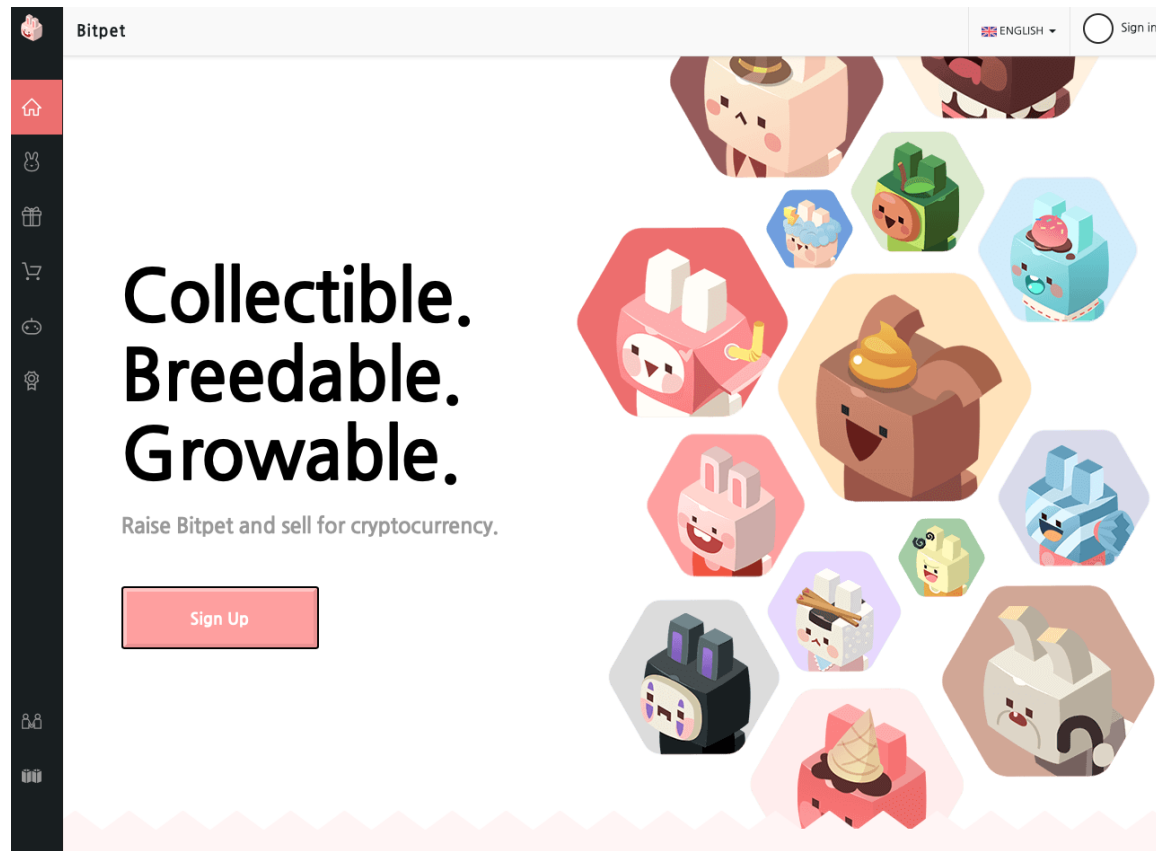 Bitpet
ENGLISH
Sign in
Collectible.
Breedable.
Growable.
Raise Bitpet and sell for cryptocurrency.
Sign Up